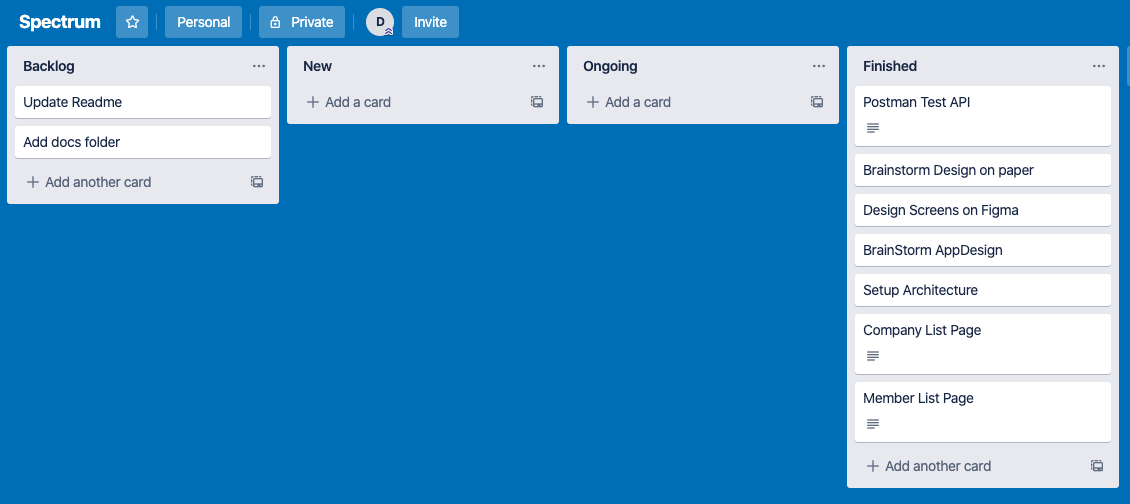 Spectrum
Personal
Private
D
Invite
Backlog
Update Readme
Add docs folder
Add another card
New
Add a card
Ongoing
Add a card
Finished
Postman Test API
Brainstorm Design on paper
Design Screens on Figma
BrainStorm AppDesign
Setup Architecture
Company List Page
Member List Page
Add another card